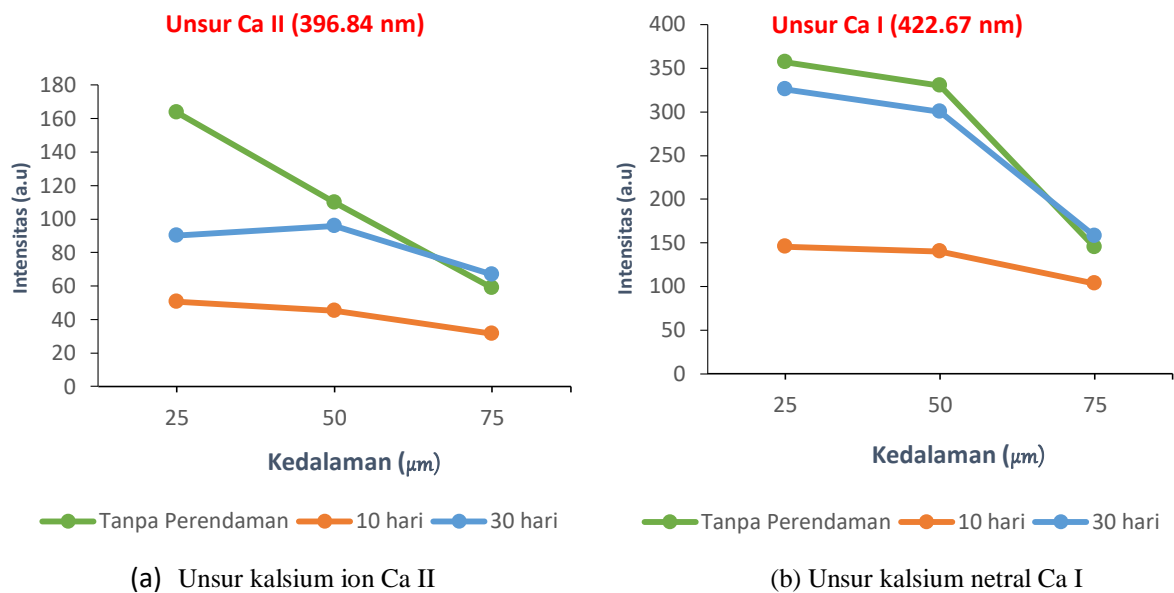 Unsur Ca II (396.84 nm)
180
160
140
120
100
80
60
40
20
0
Intensitas (a.u)
25 50 75
Kedalaman (μm)
Tanpa Perendaman 10 hari 30 hari
(a) Unsur kalsium ion Ca II
Unsur Ca I (422.67 nm)
400
350
300
250
200
150
100
50
0
Intensitas (a.u)
25 50 75
Kedalaman (μm)
Tanpa Perendaman 10 hari 30 hari
(b) Unsur kalsium netral Ca I